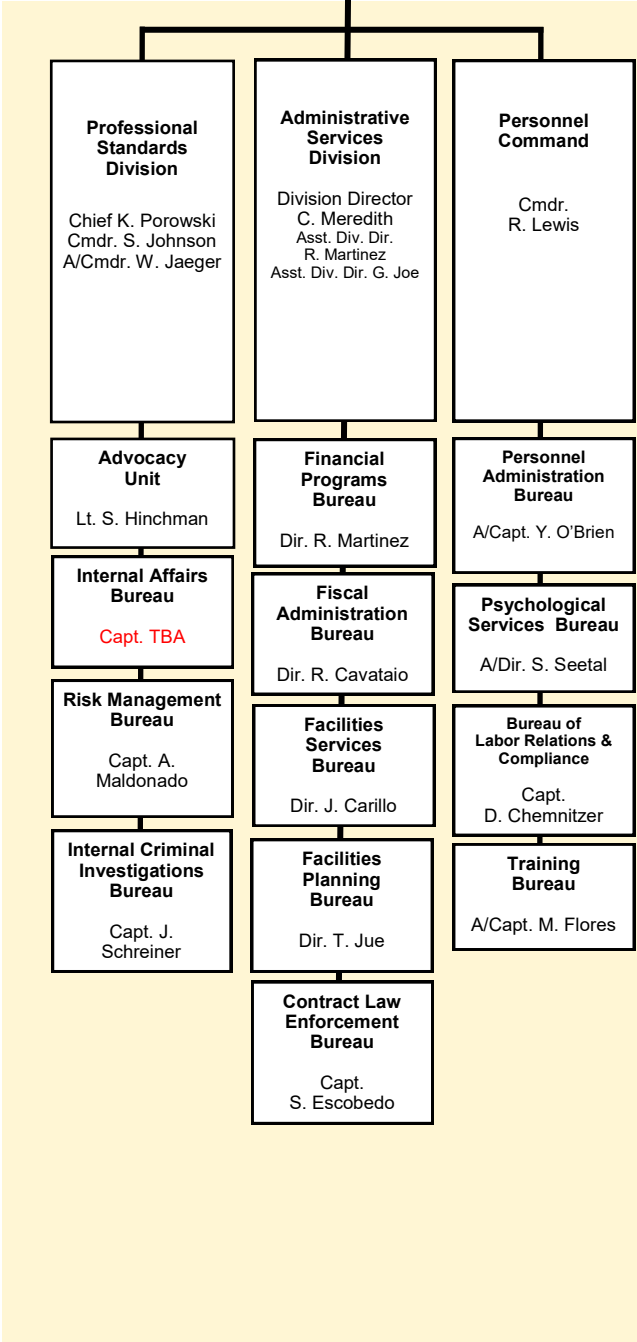 Professional
Standards
Division
Chief K. Porowski
Cmdr. S. Johnson
A/Cmdr. W. Jaeger
Advocacy
Unit
Lt. S. Hinchman
Internal Affairs
Bureau
Capt. TBA
Risk Management
Bureau
Capt. A.
Maldonado
Internal Criminal
Investigations
Bureau
Capt. J.
Schreiner
Administrative
Services
Division
Division Director
C. Meredith
Asst. Div. Dir.
R. Martinez
Asst. Div. Dir. G. Joe
Financial
Programs
Bureau
Dir. R. Martinez
Fiscal
Administration
Bureau
Dir. R. Cavataio
Facilities
Services
Bureau
Dir. J. Carillo
Facilities
Planning
Bureau
Dir. T. Jue
Contract Law
Enforcement
Bureau
Capt.
S. Escobedo
Personnel
Command
Cmdr.
R. Lewis
Personnel
Administration
Bureau
A/Capt. Y. O’Brien
Psychological
Services Bureau
A/Dir. S. Seetal
Bureau of
Labor Relations &
Compliance
Capt.
D. Chemnitzer
Training
Bureau
A/Capt. M. Flores